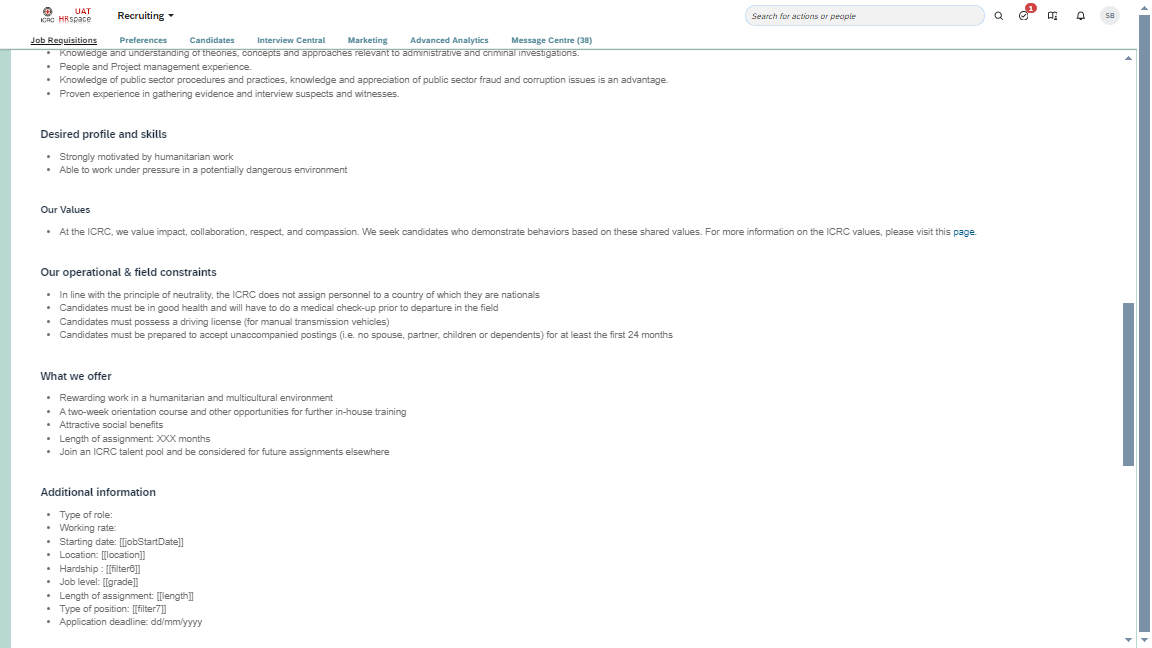 ICRC
UAT
HRspace
Recruiting
Search for actions or people
1
SB
Job Requisitions
Preferences
Candidates
Interview Central
Marketing
Advanced Analytics
Message Centre (38)
Knowledge and understanding of theories, concepts and approaches relevant to administrative and criminal investigations.
People and Project management experience.
Knowledge of public sector procedures and practices, knowledge and appreciation of public sector fraud and corruption issues is an advantage.
Proven experience in gathering evidence and interview suspects and witnesses.
Desired profile and skills
Strongly motivated by humanitarian work
Able to work under pressure in a potentially dangerous environment
Our Values
At the ICRC, we value impact, collaboration, respect, and compassion. We seek candidates who demonstrate behaviors based on these shared values. For more information on the ICRC values, please visit this page.
Our operational & field constraints
In line with the principle of neutrality, the ICRC does not assign personnel to a country of which they are nationals
Candidates must be in good health and will have to do a medical check-up prior to departure in the field
Candidates must possess a driving license (for manual transmission vehicles)
Candidates must be prepared to accept unaccompanied postings (i.e. no spouse, partner, children or dependents) for at least the first 24 months
What we offer
Rewarding work in a humanitarian and multicultural environment
A two-week orientation course and other opportunities for further in-house training
Attractive social benefits
Length of assignment: XXX months
Join an ICRC talent pool and be considered for future assignments elsewhere
Additional information
Type of role:
Working rate:
Starting date: [[jobStartDate]]
Location: [[location]]
Hardship : [[filter6]]
Job level: [[grade]]
Length of assignment: [[length]]
Type of position: [[filter7]]
Application deadline: dd/mm/yyyy